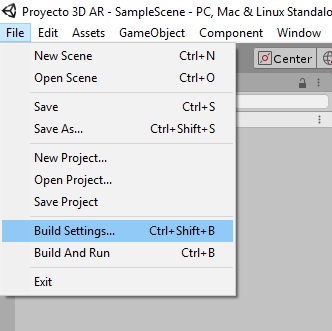 Proyecto 3D AR - SampleScene - PC, Mac & Linux Standalo
File Edit Assets GameObject Component Window
Center
New Scene Ctrl+N
Open Scene Ctrl+O
Save Ctrl+S
Save As... Ctrl+Shift+S
New Project...
Open Project...
Save Project
Build Settings... Ctrl+Shift+B
Build And Run Ctrl+B
Exit